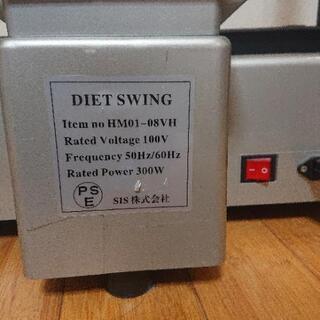 DIET SWING
Item no HM01-08VH
Rated Voltage 100V
Frequency 50Hz/60Hz
Rated Power 300W
PS
E
SIS 株式会社